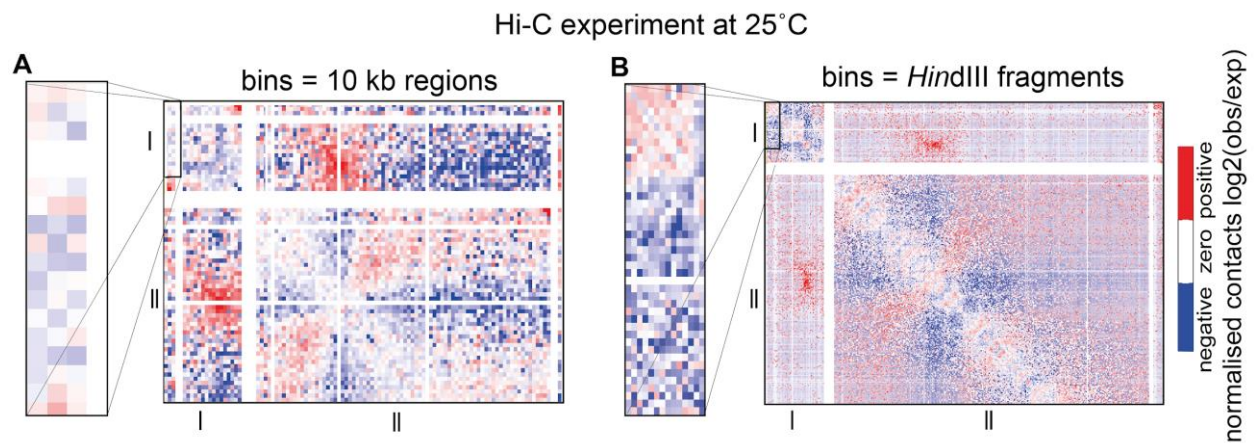 Hi-C experiment at 25˚C
A
bins = 10 kb regions
I
II
I
II
B
bins = HindIII fragments
I
II
I
II
negative zero positive
normalised contacts log2(obs/exp)